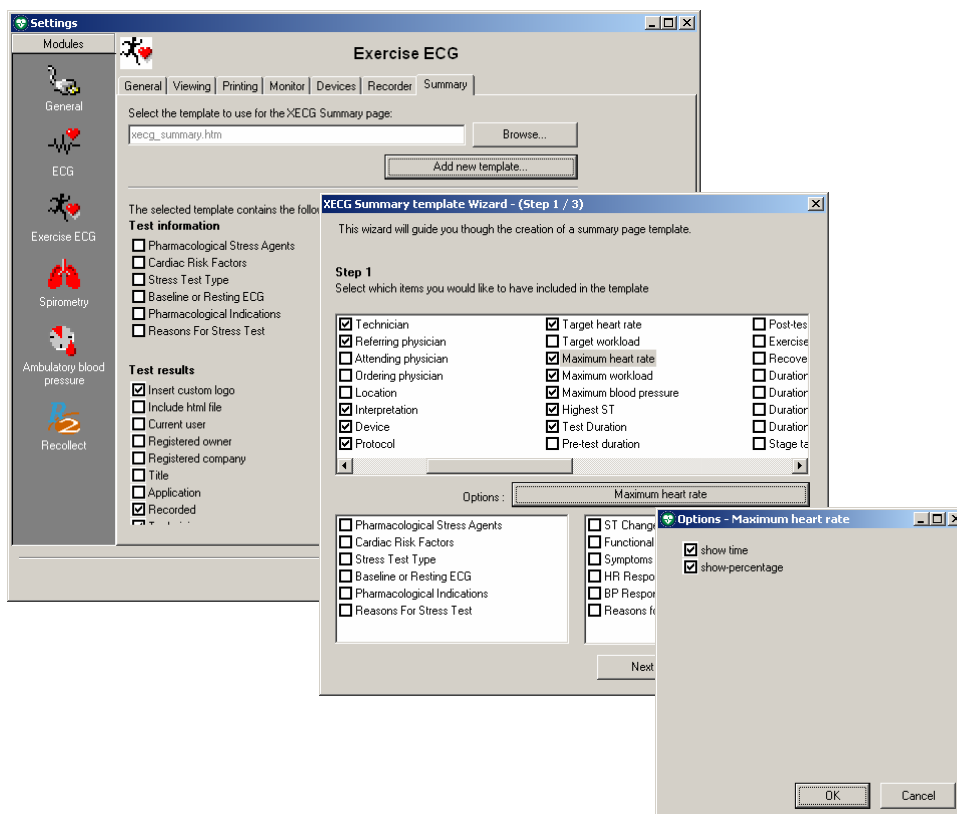 Settings
Modules
General
ECG
Exercise ECG
Spirometry
Ambulatory blood
pressure
Recollect
Exercise ECG
General Viewing Printing Monitor Devices Recorder Summary
Select the template to use for the XECG Summary page:
xecg_summary.htm Browse...
Add new template...
The selected template contains the
Test information
Pharmacological Stress Agents
Cardiac Risk Factors
Stress Test Type
Baseline or Resting ECG
Pharmacological Indications
Reasons For Stress Test
Test results
Insert custom logo
Include html file
Current user
Registered owner
Registered company
Title
Application
Recorded
XECG Summary template Wizard - (Step 1 / 3)
This wizard will guide you though the creation of a summary page template.
Step 1
Select which items you would like to have included in the template
Technician
Referring physician
Attending physician
Ordering physician
Location
Interpretation
Device
Protocol
Target heart rate
Target workload
Maximum heart rate
Maximum workload
Maximum blood pressure
Highest ST
Test Duration
Pre-test duration
Post-tes
Exercise
Recove
Duration
Duration
Duration
Duration
Stage ta
Options : Maximum heart rate
Pharmacological Stress Agents
Cardiac Risk Factors
Stress Test Type
Baseline or Resting ECG
Pharmacological Indications
Reasons For Stress Test
ST Change
Functional
Symptoms
HR Respo
BP Respor
Reasons fo
Next
Options - Maximum heart rate
show time
show-percentage
OK Cancel